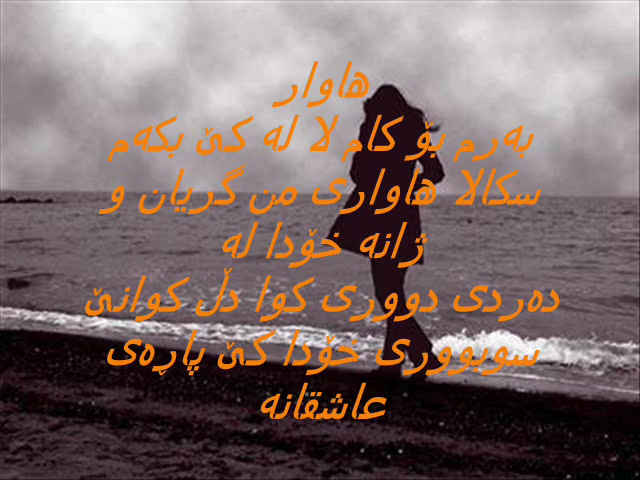 هاوار
بەرم بۆ کام لا لە کێ بکەم
سکالا هاواری من گریان و
ژانە خۆدا لە
دەردی دووری کوا دڵ کوانێ
سوبووری خۆدا کێ پاڕەی
عاشقانە